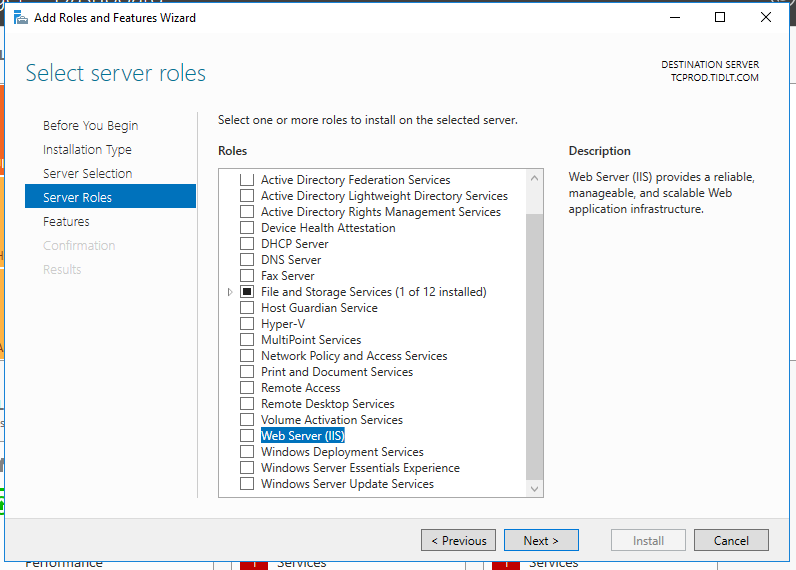 Add Roles and Features Wizard
Select server roles
DESTINATION SERVER
TCPROD.TIDLT.COM
Before You Begin
Installation Type
Server Selection
Server Roles
Features
Confirmation
Results
Select one or more roles to install on the selected server.
Roles
Active Directory Federation Services
Active Directory Lightweight Directory Services
Active Directory Rights Management Services
Device Health Attestation
DHCP Server
DNS Server
Fax Server
File and Storage Services (1 of 12 installed)
Host Guardian Service
Hyper-V
MultiPoint Services
Network Policy and Access Services
Print and Document Services
Remote Access
Remote Desktop Services
Volume Activation Services
Web Server (IIS)
Windows Deployment Services
Windows Server Essentials Experience
Windows Server Update Services
Description
Web Server (IIS) provides a reliable,
manageable, and scalable Web
application infrastructure.
< Previous
Next >
Install
Cancel
Performance
1 Services
1 Services